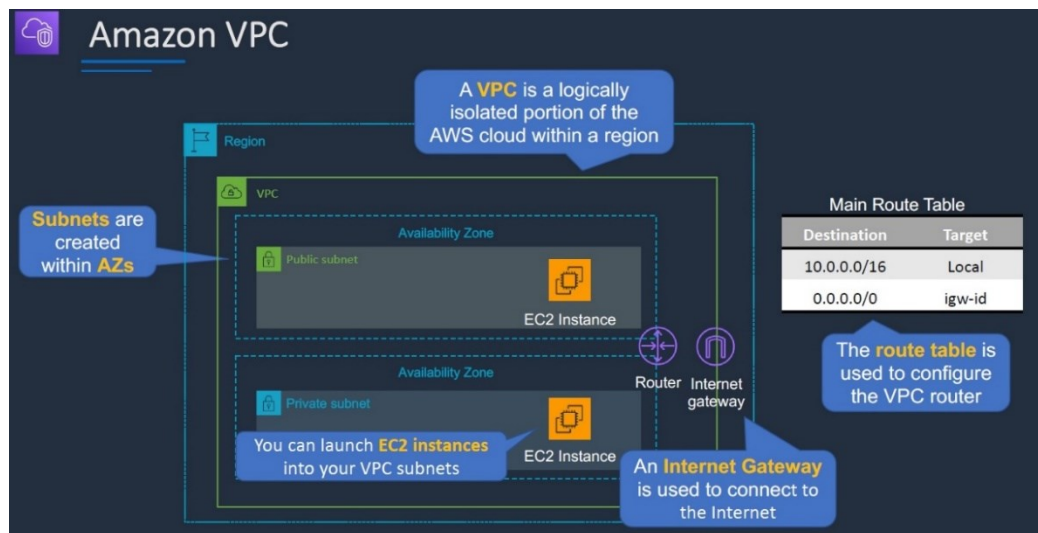 Amazon VPC
A VPC is a logically
isolated portion of the
AWS cloud within a region
Region
VPC
Subnets are
created
within AZs
Availability Zone
Public subnet
EC2 Instance
Availability Zone
Private subnet
You can launch EC2 instances
into your VPC subnets
EC2 Instance
Router
Internet
gateway
An Internet Gateway
is used to connect to
the Internet
Main Route Table
Destination Target
10.0.0.0/16 Local
0.0.0.0/0 igw-id
The route table is
used to configure
the VPC router